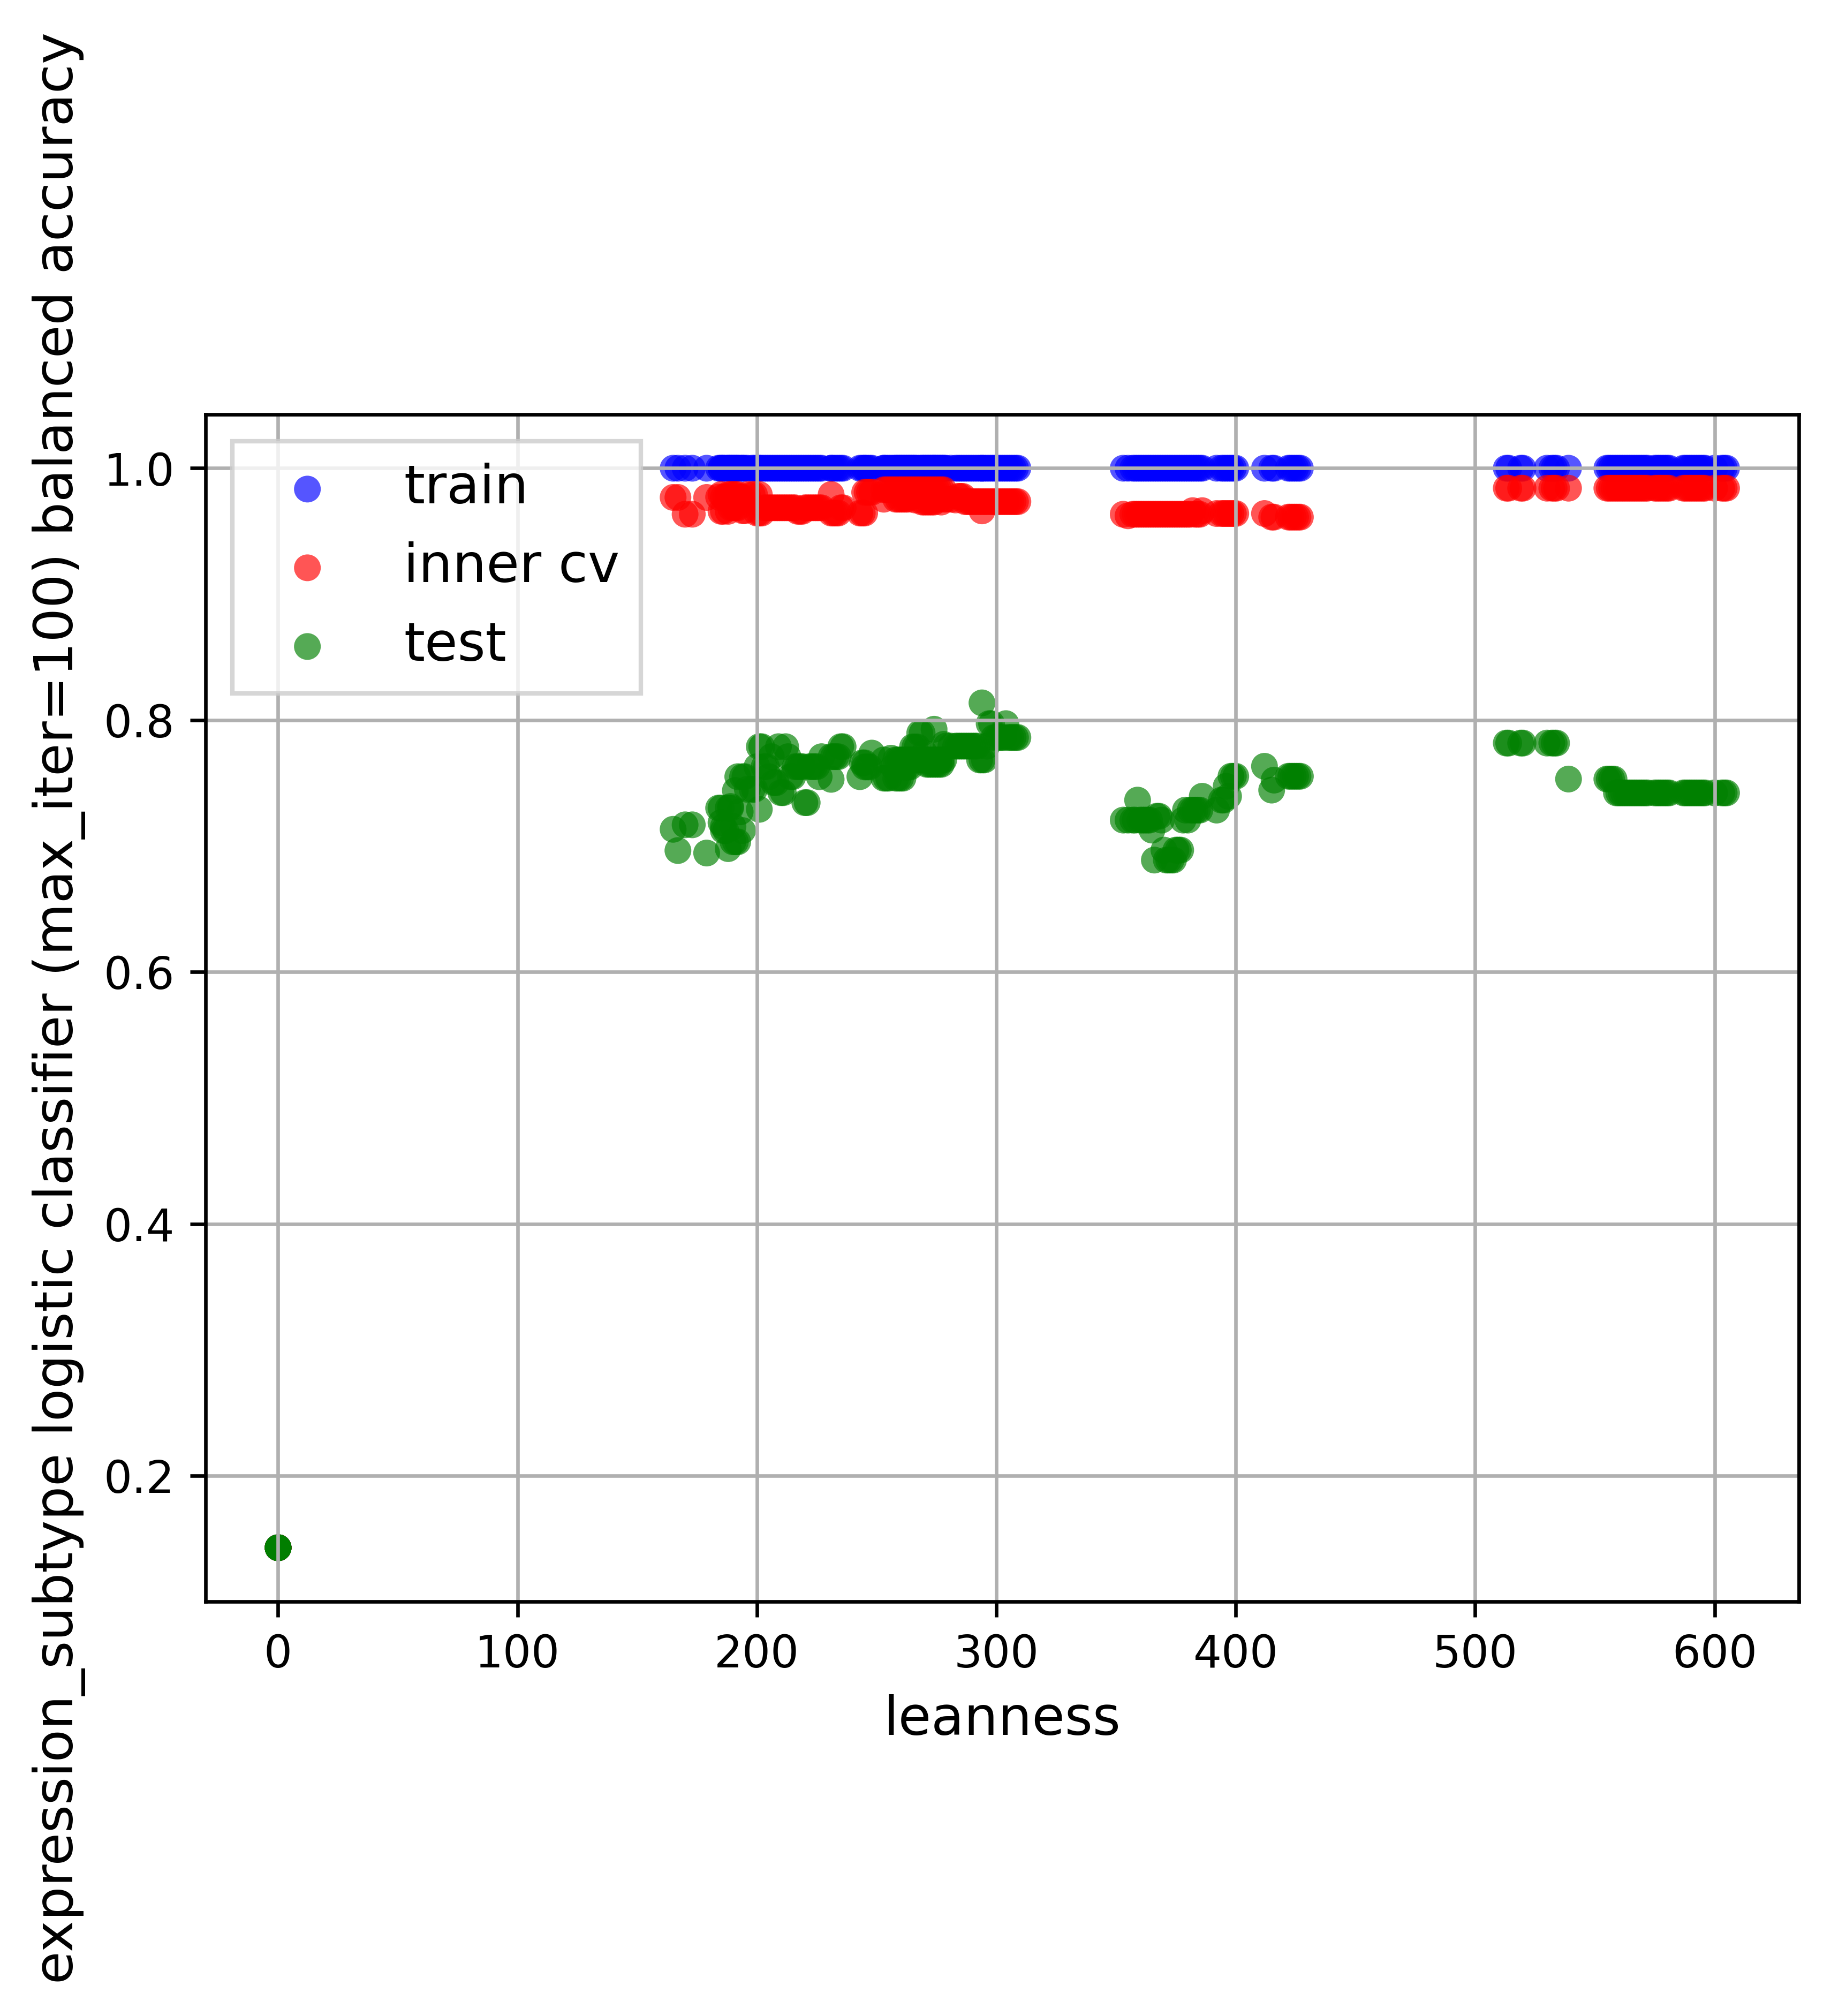 expression_subtype logistic classifier (max_iter=100) balanced accuracy
train
inner cv
test
1.0
0.8
0.6
0.4
0.2
0 100 200 300 400 500 600
leanness